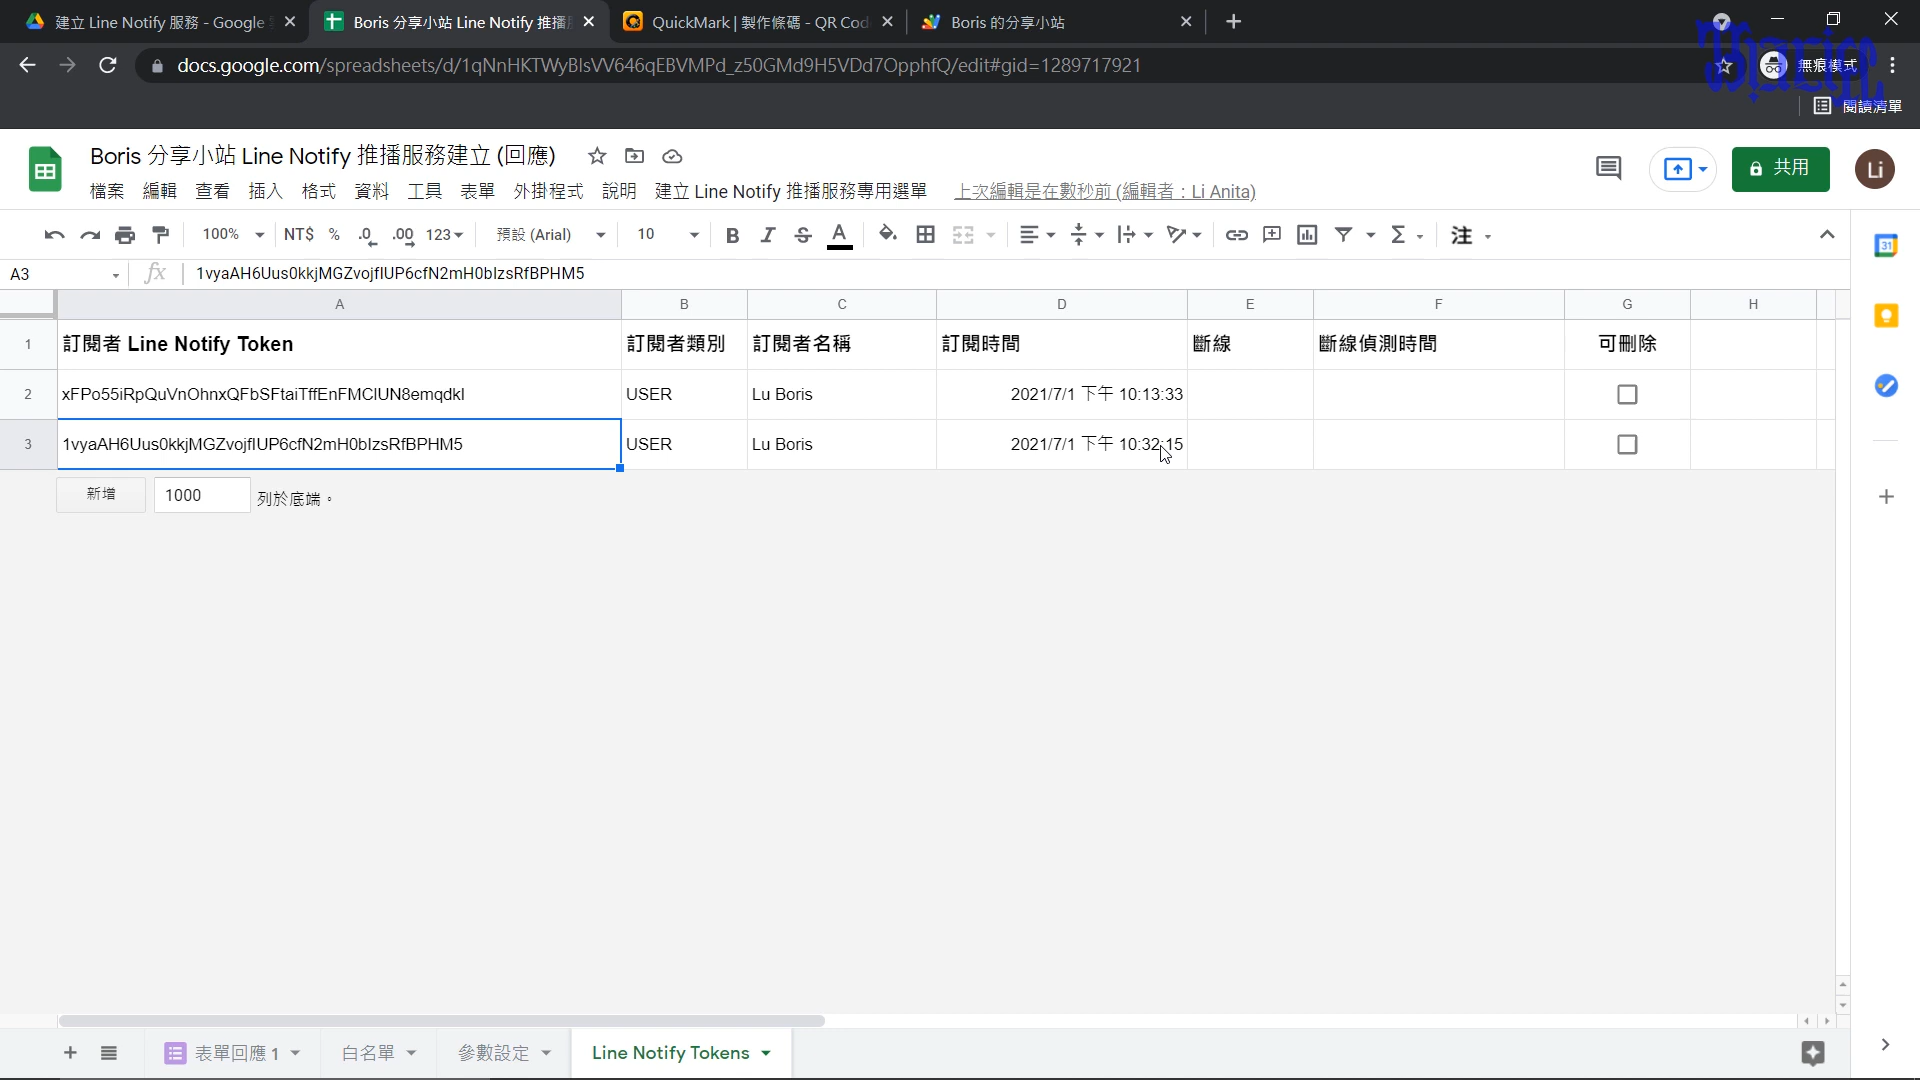 建立 Line Notify 服務 - Google
Boris 分享小站 Line Notify 推播
QuickMark | 製作條碼 - QR Cod
Boris 的分享小站
docs.google.com/spreadsheets/d/1qNnHKTWyBlsVV646qEBVMPd_z50GMd9H5VDd7OpphfQ/edit#gid=1289717921
無痕模式
閱讀清單
Boris 分享小站 Line Notify 推播服務建立 (回應)
檔案 編輯 查看 插入 格式 資料 工具 表單 外掛程式 說明 建立 Line Notify 推播服務專用選單 上次編輯是在數秒前 (編輯者：Li Anita)
共用
Li
100% NT$ % .0 .00 123 預設 (Arial) 10 B I S A Σ 注
31
A3 fx 1vyaAH6Uus0kkjMGZvojflUP6cfN2mH0bIzsRfBPHM5
A B C D E F G H
1 訂閱者 Line Notify Token 訂閱者類別 訂閱者名稱 訂閱時間 斷線 斷線偵測時間 可刪除
2 xFPo55iRpQuVnOhnxQFbSFtaiTffEnFMClUN8emqdkI USER Lu Boris 2021/7/1 下午 10:13:33
3 1vyaAH6Uus0kkjMGZvojflUP6cfN2mH0bIzsRfBPHM5 USER Lu Boris 2021/7/1 下午 10:32:15
新增 1000 列於底端。
表單回應 1 白名單 參數設定 Line Notify Tokens